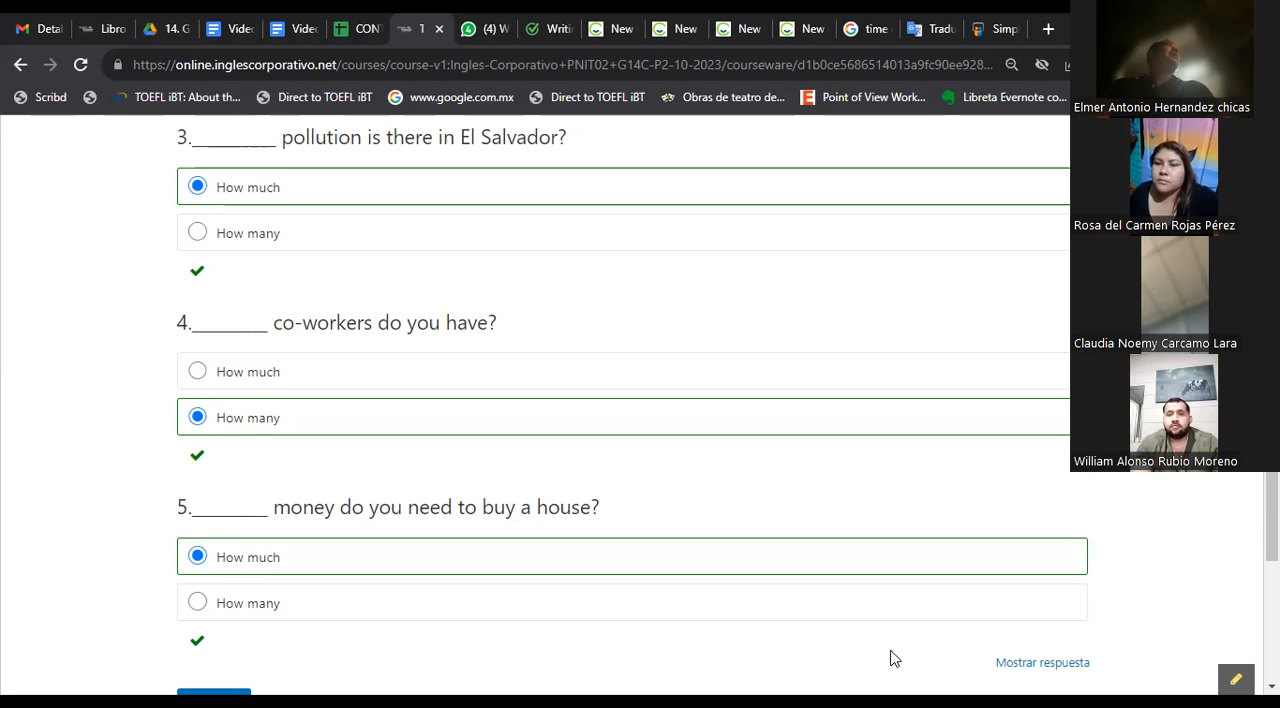 Detal
Libro
14. G
Videc
Videc
CON
1
(4) W
Writi
New
New
New
New
time
Tradu
Simpl
https://online.inglescorporativo.net/courses/course-v1:Ingles-Corporativo+PNIT02+G14C-P2-10-2023/courseware/d1b0ce5686514013a9fc90ee928...
Scribd
TOEFL iBT: About th...
Direct to TOEFL iBT
www.google.com.mx
Direct to TOEFL iBT
Obras de teatro de...
Point of View Work...
Libreta Evernote co...
3._________ pollution is there in El Salvador?
How much
How many
4.________ co-workers do you have?
How much
How many
5.________ money do you need to buy a house?
How much
How many
Mostrar respuesta
Elmer Antonio Hernandez chicas
Rosa del Carmen Rojas Pérez
Claudia Noemy Carcamo Lara
William Alonso Rubio Moreno